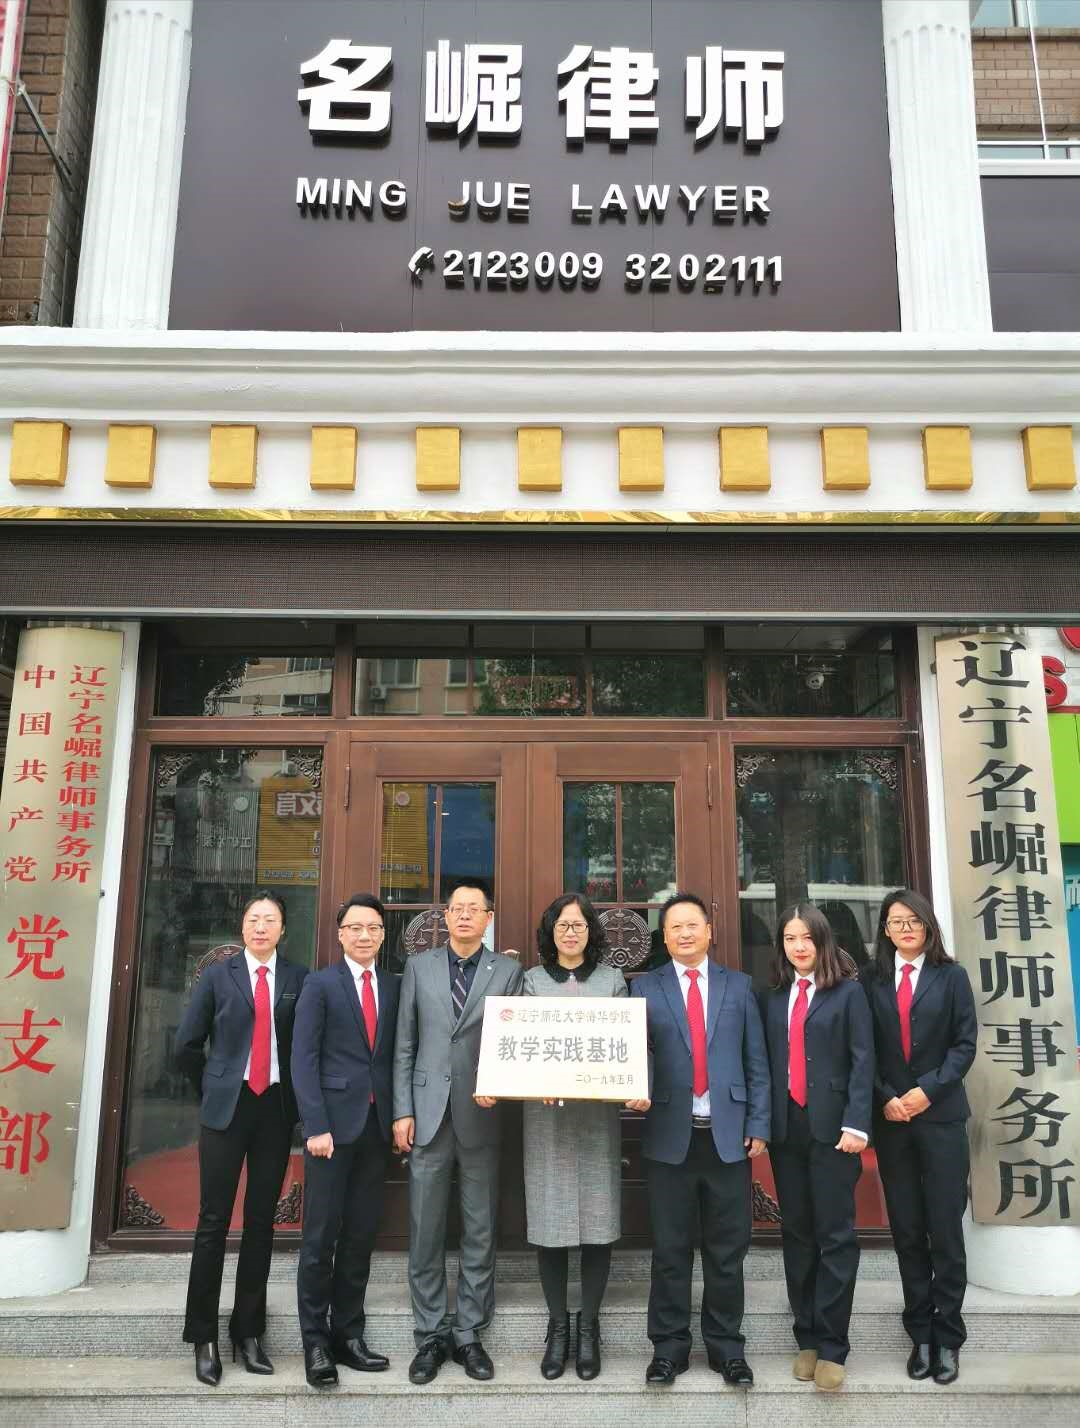 名崛律师
MING JUE LAWYER
2123009 3202111
中国共产党
辽宁名崛律师事务所
党支部
辽宁名崛律师事务所
辽宁师范大学海华学院
教学实践基地
二〇一九年五月
S